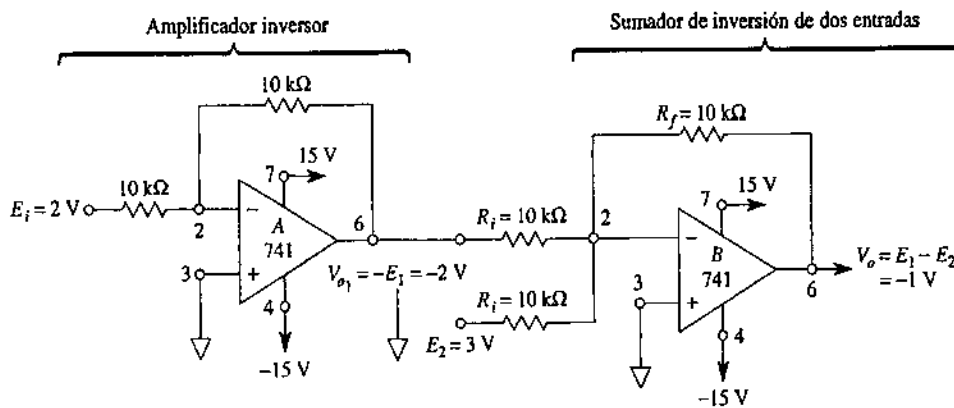 Amplificador inversor
Sumador de inversión de dos entradas
10 kΩ
R_f = 10 kΩ
7
15 V
7
15 V
10 kΩ
E_i = 2 V
2
−
A
741
6
R_i = 10 kΩ
2
−
B
741
V_o = E_1 − E_2
= −1 V
6
3
+
V_{o_1} = −E_1 = −2 V
R_i = 10 kΩ
3
+
4
E_2 = 3 V
4
−15 V
−15 V